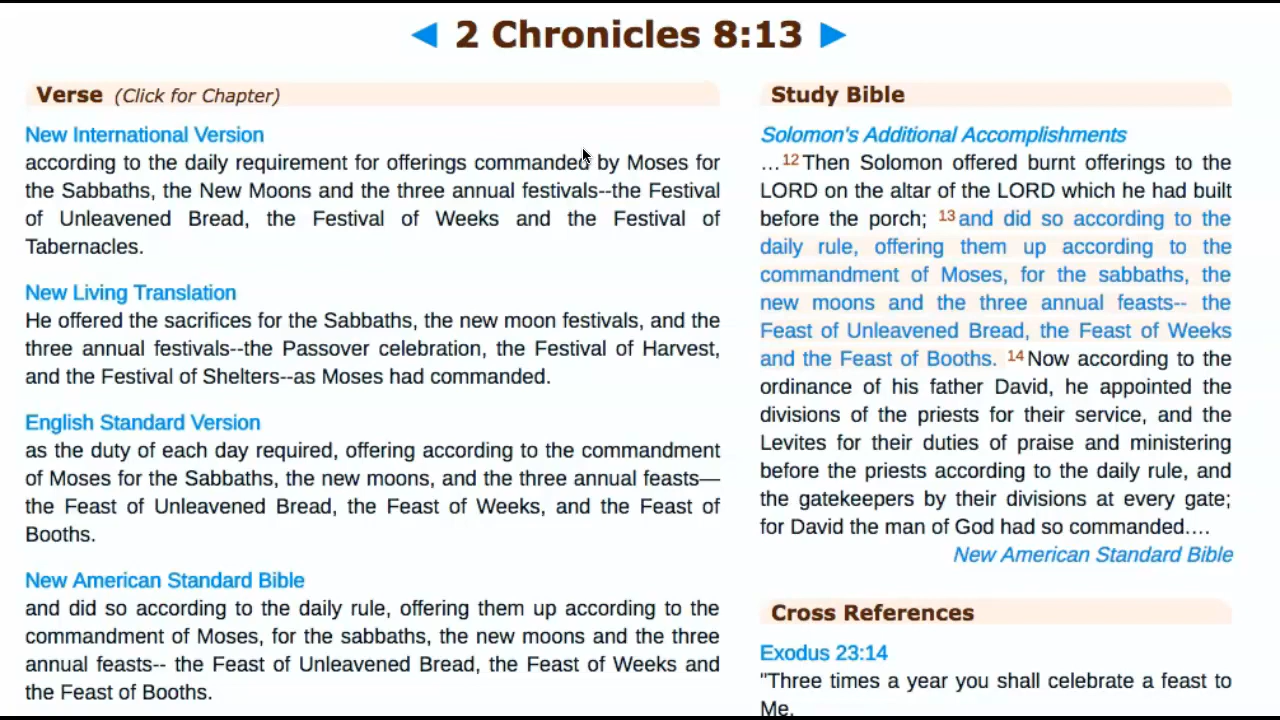 ◄ 2 Chronicles 8:13 ►
Verse (Click for Chapter)
New International Version
according to the daily requirement for offerings commanded by Moses for
the Sabbaths, the New Moons and the three annual festivals--the Festival
of Unleavened Bread, the Festival of Weeks and the Festival of
Tabernacles.
New Living Translation
He offered the sacrifices for the Sabbaths, the new moon festivals, and the
three annual festivals--the Passover celebration, the Festival of Harvest,
and the Festival of Shelters--as Moses had commanded.
English Standard Version
as the duty of each day required, offering according to the commandment
of Moses for the Sabbaths, the new moons, and the three annual feasts—
the Feast of Unleavened Bread, the Feast of Weeks, and the Feast of
Booths.
New American Standard Bible
and did so according to the daily rule, offering them up according to the
commandment of Moses, for the sabbaths, the new moons and the three
annual feasts-- the Feast of Unleavened Bread, the Feast of Weeks and
the Feast of Booths.
Study Bible
Solomon's Additional Accomplishments
…12Then Solomon offered burnt offerings to the
LORD on the altar of the LORD which he had built
before the porch; 13and did so according to the
daily rule, offering them up according to the
commandment of Moses, for the sabbaths, the
new moons and the three annual feasts-- the
Feast of Unleavened Bread, the Feast of Weeks
and the Feast of Booths. 14Now according to the
ordinance of his father David, he appointed the
divisions of the priests for their service, and the
Levites for their duties of praise and ministering
before the priests according to the daily rule, and
the gatekeepers by their divisions at every gate;
for David the man of God had so commanded….
New American Standard Bible
Cross References
Exodus 23:14
"Three times a year you shall celebrate a feast to
Me.